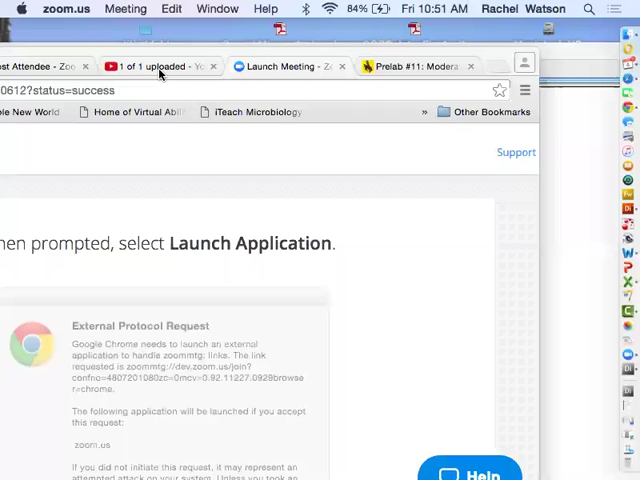 zoom.us Meeting Edit Window Help 84% Fri 10:51 AM Rachel Watson
ost Attendee - Zoo 1 of 1 uploaded - Yo Launch Meeting - Zo Prelab #11: Modera
0612?status=success
ple New World Home of Virtual Abili iTeach Microbiology » Other Bookmarks
Support
hen prompted, select Launch Application.
External Protocol Request
Google Chrome needs to launch an external
application to handle zoommtg: links. The link
requested is zoommtg://dev.zoom.us/join?
confno=4807201080zc=0mcv=0.92.11227.0929browse
r=chrome.
The following application will be launched if you accept
this request:
zoom.us
If you did not initiate this request, it may represent an
attempted attack on your system. Unless you took an
Help